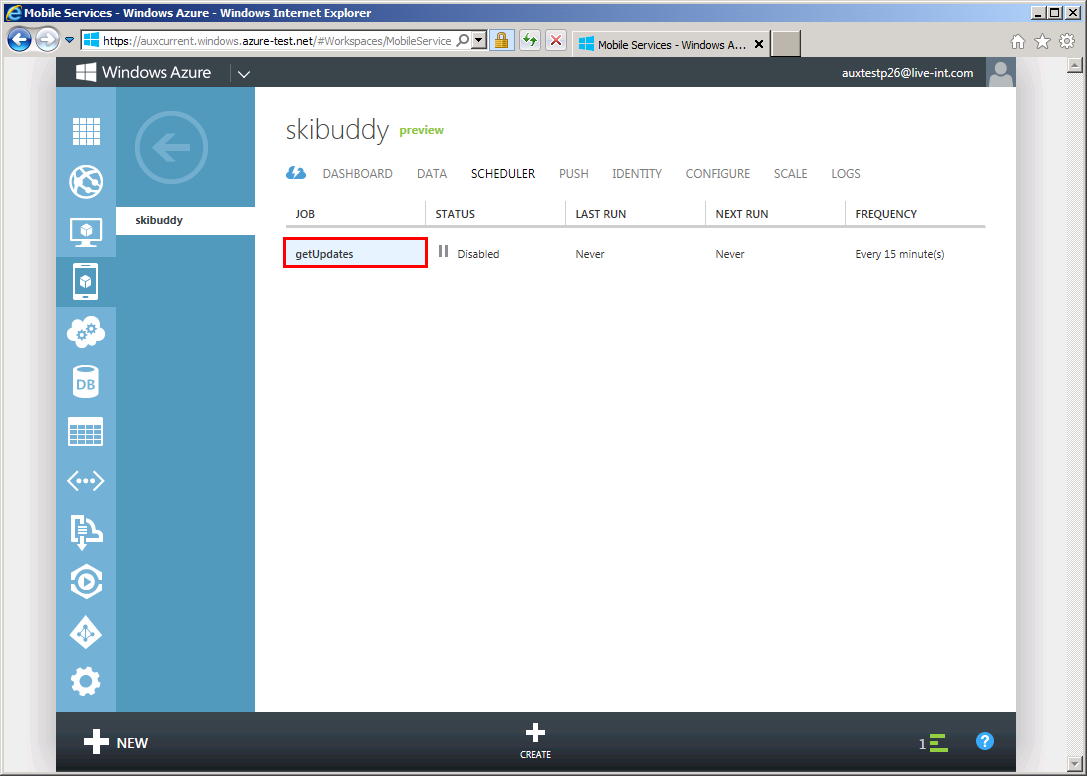 Mobile Services - Windows Azure - Windows Internet Explorer
https://auxcurrent.windows.azure-test.net/#Workspaces/MobileService
Mobile Services - Windows A...
Windows Azure
auxtestp26@live-int.com
skibuddy
skibuddy preview
DASHBOARD DATA SCHEDULER PUSH IDENTITY CONFIGURE SCALE LOGS
JOB STATUS LAST RUN NEXT RUN FREQUENCY
getUpdates Disabled Never Never Every 15 minute(s)
DB
NEW
CREATE
1
?